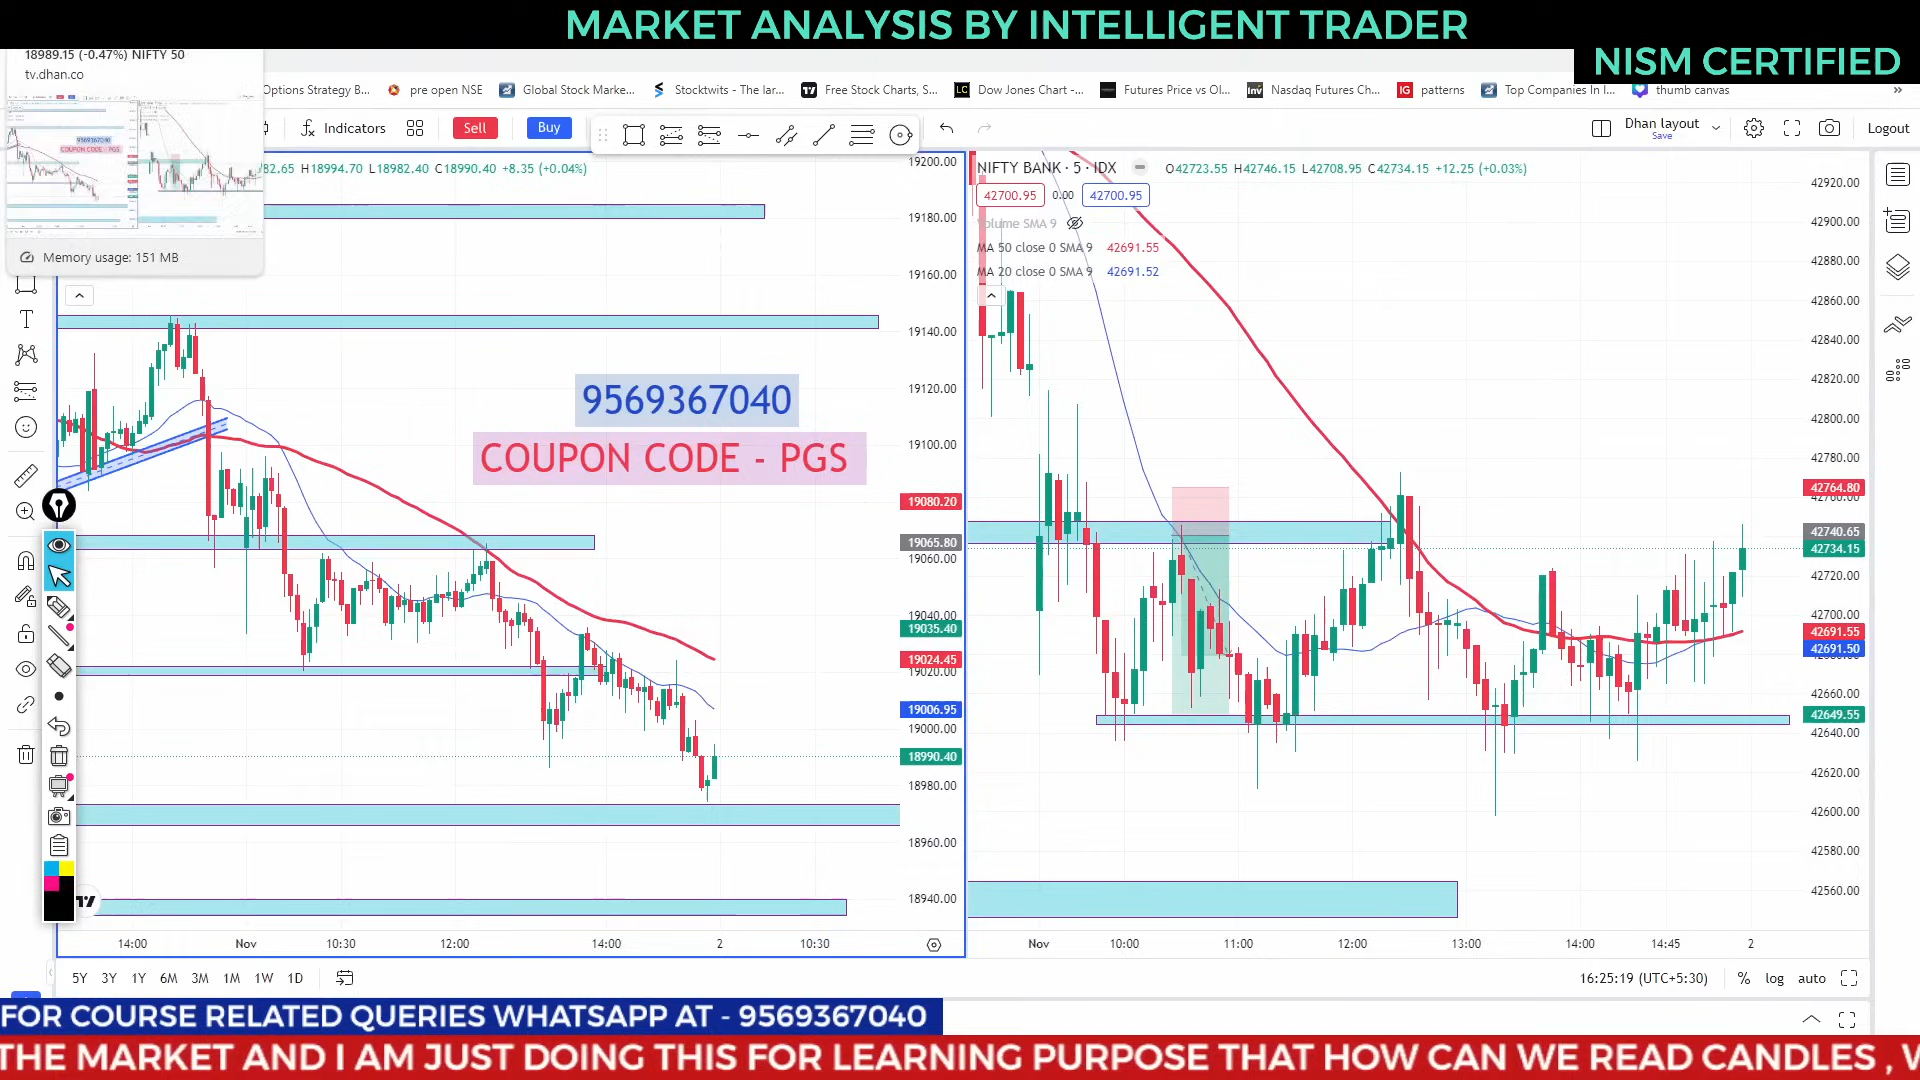 MARKET ANALYSIS BY INTELLIGENT TRADER
NISM CERTIFIED
18989.15 (-0.47%) NIFTY 50
tv.dhan.co
Options Strategy B...
pre open NSE
Global Stock Marke...
Stocktwits - The lar...
Free Stock Charts, S...
Dow Jones Chart -...
Futures Price vs Ol...
Nasdaq Futures Ch...
patterns
Top Companies In I...
thumb canvas
Indicators
Sell
Buy
Dhan layout
Save
Logout
Memory usage: 151 MB
82.65 H18994.70 L18982.40 C18990.40 +8.35 (+0.04%)
9569367040
COUPON CODE - PGS
19200.00
19180.00
19160.00
19140.00
19120.00
19100.00
19080.20
19065.80
19060.00
19040.00
19035.40
19024.45
19020.00
19006.95
19000.00
18990.40
18980.00
18960.00
18940.00
14:00 Nov 10:30 12:00 14:00 2 10:30
NIFTY BANK · 5 · IDX
O42723.55 H42746.15 L42708.95 C42734.15 +12.25 (+0.03%)
42700.95 0.00 42700.95
Volume SMA 9
MA 50 close 0 SMA 9 42691.55
MA 20 close 0 SMA 9 42691.52
42920.00
42900.00
42880.00
42860.00
42840.00
42820.00
42800.00
42780.00
42764.80
42760.00
42740.65
42734.15
42720.00
42700.00
42691.55
42691.50
42680.00
42660.00
42649.55
42640.00
42620.00
42600.00
42580.00
42560.00
Nov 10:00 11:00 12:00 13:00 14:00 14:45 2
5Y 3Y 1Y 6M 3M 1M 1W 1D
16:25:19 (UTC+5:30) % log auto
FOR COURSE RELATED QUERIES WHATSAPP AT - 9569367040
THE MARKET AND I AM JUST DOING THIS FOR LEARNING PURPOSE THAT HOW CAN WE READ CANDLES ,